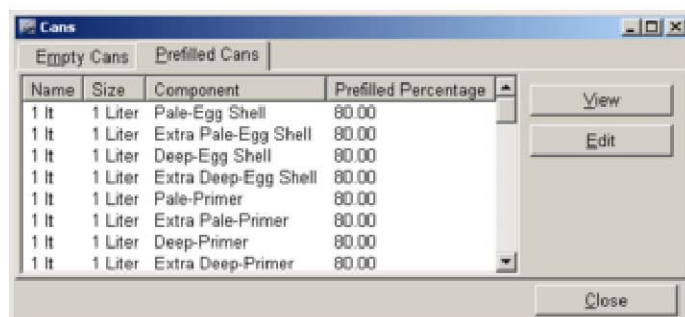 Cans
Empty Cans Prefilled Cans
Name Size Component Prefilled Percentage
1 lt 1 Liter Pale-Egg Shell 80.00
1 lt 1 Liter Extra Pale-Egg Shell 80.00
1 lt 1 Liter Deep-Egg Shell 80.00
1 lt 1 Liter Extra Deep-Egg Shell 80.00
1 lt 1 Liter Pale-Primer 80.00
1 lt 1 Liter Extra Pale-Primer 80.00
1 lt 1 Liter Deep-Primer 80.00
1 lt 1 Liter Extra Deep-Primer 80.00
View
Edit
Close